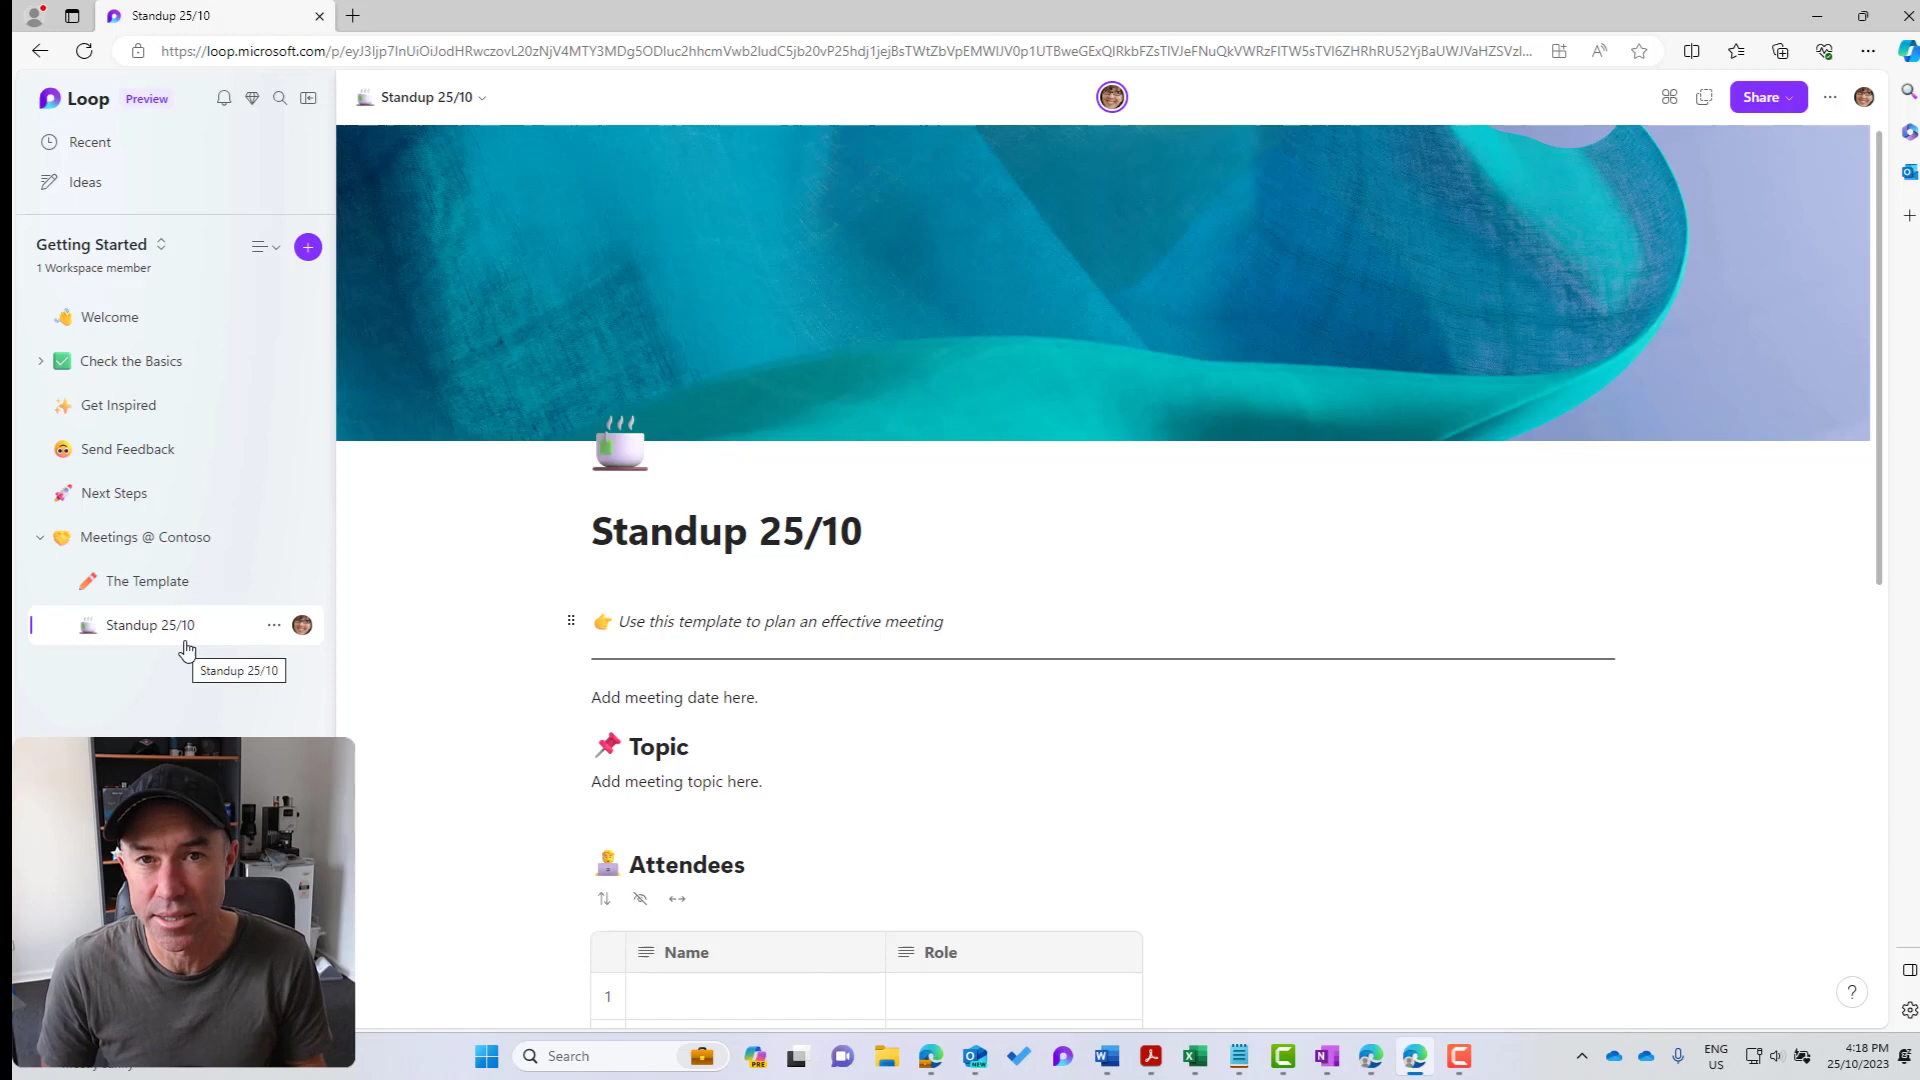 Standup 25/10
https://loop.microsoft.com/p/
Loop
Preview
Standup 25/10
Share
Recent
Ideas
Getting Started
1 Workspace member
Welcome
Check the Basics
Get Inspired
Send Feedback
Next Steps
Meetings @ Contoso
The Template
Standup 25/10
Standup 25/10
Standup 25/10
Use this template to plan an effective meeting
Add meeting date here.
Topic
Add meeting topic here.
Attendees
Name
Role
1
?
Search
PRE
NEW
ENG
US
4:18 PM
25/10/2023